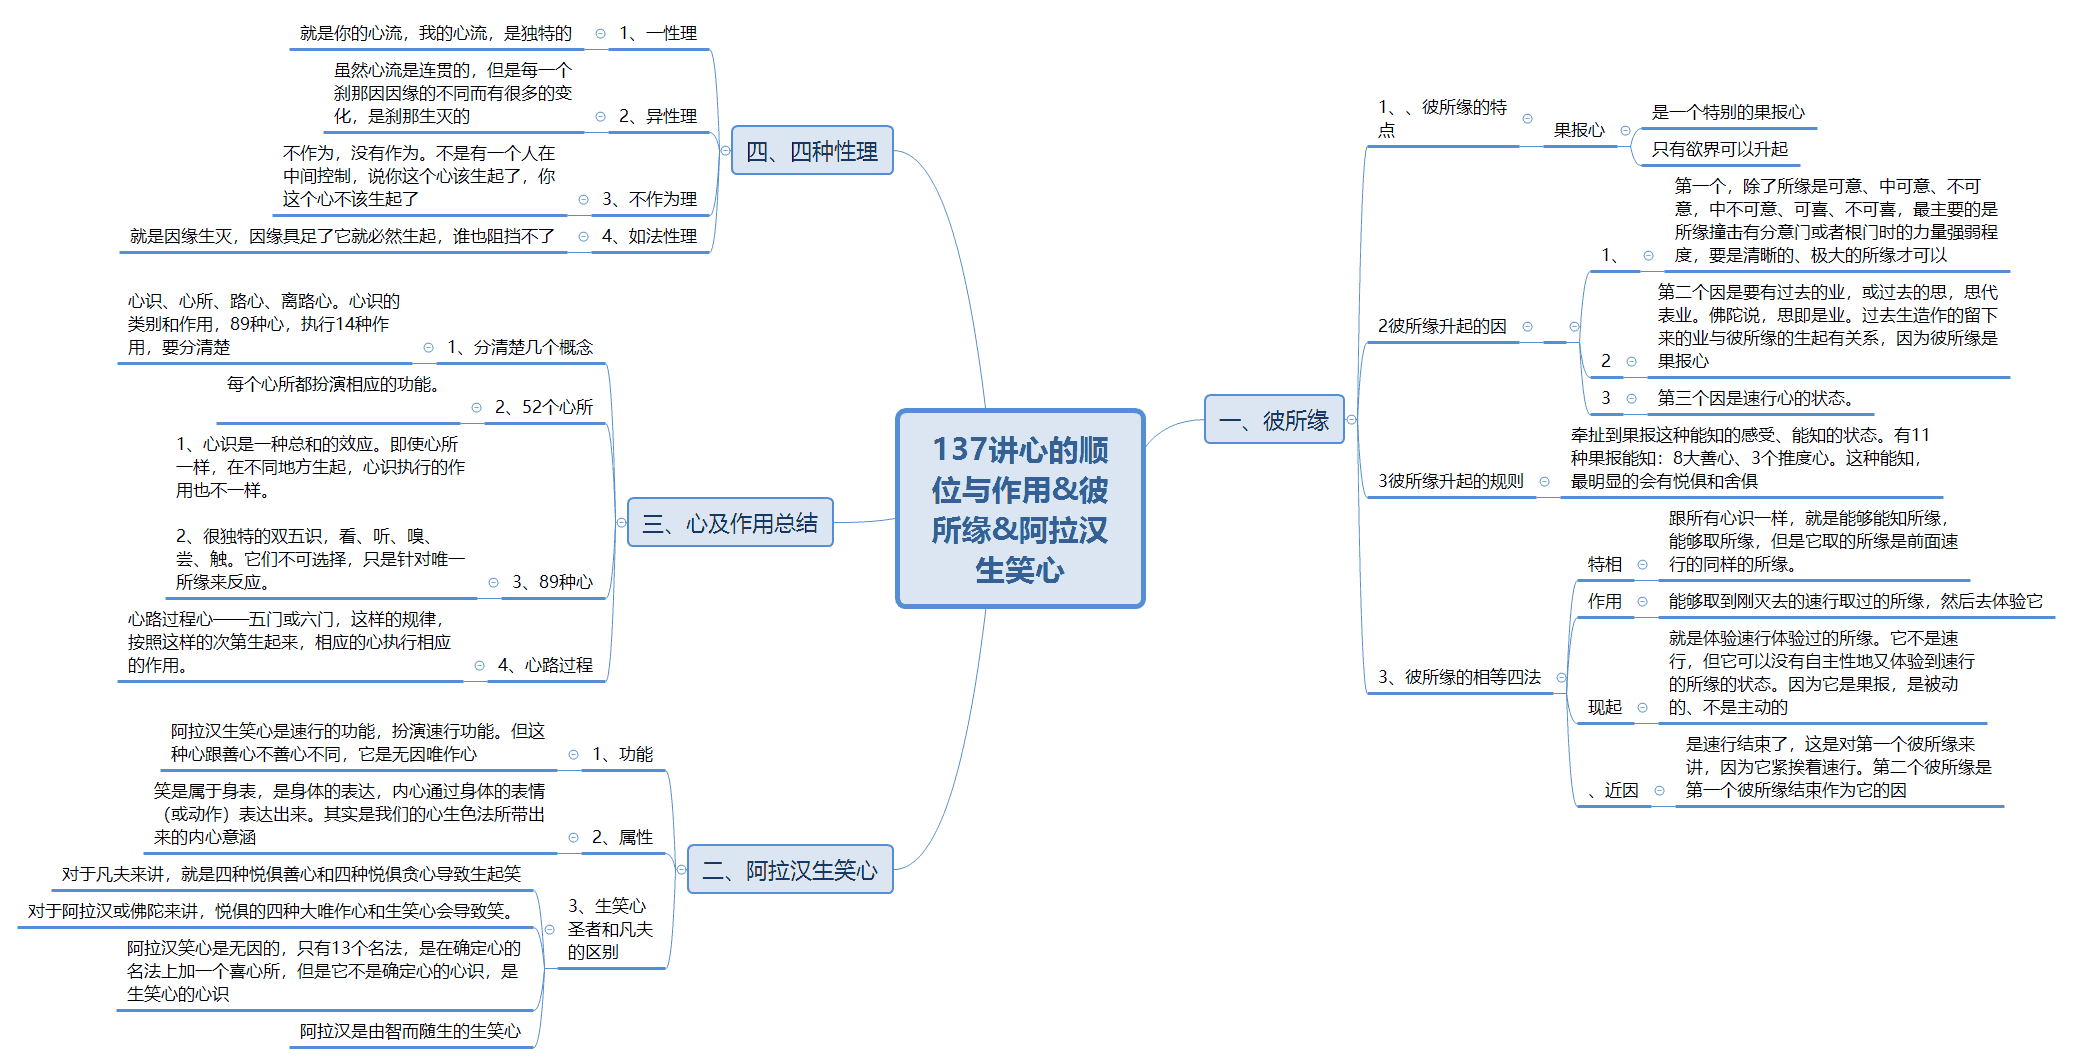 137讲心的顺
位与作用&彼
所缘&阿拉汉
生笑心
一、彼所缘
1、、彼所缘的特
点
果报心
是一个特别的果报心
只有欲界可以升起
2彼所缘升起的因
1、
第一个，除了所缘是可意、中可意、不可
意，中不可意、可喜、不可喜，最主要的是
所缘撞击有分意门或者根门时的力量强弱程
度，要是清晰的、极大的所缘才可以
2
第二个因是要有过去的业，或过去的思，思代
表业。佛陀说，思即是业。过去生造作的留下
来的业与彼所缘的生起有关系，因为彼所缘是
果报心
3
第三个因是速行心的状态。
3彼所缘升起的规则
牵扯到果报这种能知的感受、能知的状态。有11
种果报能知：8大善心、3个推度心。这种能知，
最明显的会有悦俱和舍俱
3、彼所缘的相等四法
特相
跟所有心识一样，就是能够能知所缘，
能够取所缘，但是它取的所缘是前面速
行的同样的所缘。
作用
能够取到刚灭去的速行取过的所缘，然后去体验它
现起
就是体验速行体验过的所缘。它不是速
行，但它可以没有自主性地又体验到速行
的所缘的状态。因为它是果报，是被动
的、不是主动的
、近因
是速行结束了，这是对第一个彼所缘来
讲，因为它紧挨着速行。第二个彼所缘是
第一个彼所缘结束作为它的因
二、阿拉汉生笑心
1、功能
阿拉汉生笑心是速行的功能，扮演速行功能。但这
种心跟善心不善心不同，它是无因唯作心
2、属性
笑是属于身表，是身体的表达，内心通过身体的表情
（或动作）表达出来。其实是我们的心生色法所带出
来的内心意涵
3、生笑心
圣者和凡夫
的区别
对于凡夫来讲，就是四种悦俱善心和四种悦俱贪心导致生起笑
对于阿拉汉或佛陀来讲，悦俱的四种大唯作心和生笑心会导致笑。
阿拉汉笑心是无因的，只有13个名法，是在确定心的
名法上加一个喜心所，但是它不是确定心的心识，是
生笑心的心识
阿拉汉是由智而随生的生笑心
三、心及作用总结
1、分清楚几个概念
心识、心所、路心、离路心。心识的
类别和作用，89种心，执行14种作
用，要分清楚
2、52个心所
每个心所都扮演相应的功能。
3、89种心
1、心识是一种总和的效应。即使心所
一样，在不同地方生起，心识执行的作
用也不一样。
2、很独特的双五识，看、听、嗅、
尝、触。它们不可选择，只是针对唯一
所缘来反应。
4、心路过程
心路过程心——五门或六门，这样的规律，
按照这样的次第生起来，相应的心执行相应
的作用。
四、四种性理
1、一性理
就是你的心流，我的心流，是独特的
2、异性理
虽然心流是连贯的，但是每一个
刹那因因缘的不同而有很多的变
化，是刹那生灭的
3、不作为理
不作为，没有作为。不是有一个人在
中间控制，说你这个心该生起了，你
这个心不该生起了
4、如法性理
就是因缘生灭，因缘具足了它就必然生起，谁也阻挡不了